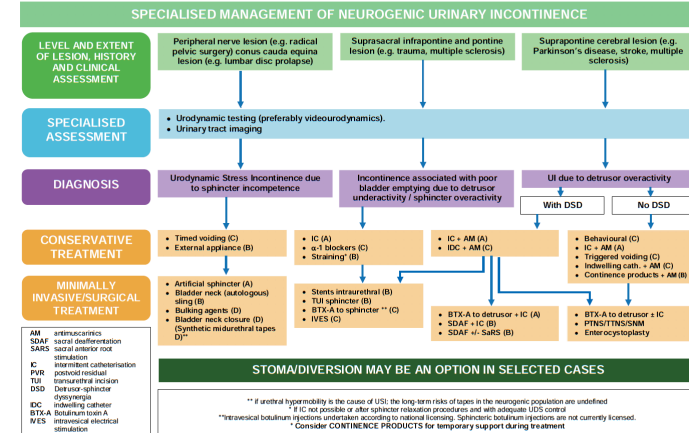 SPECIALISED MANAGEMENT OF NEUROGENIC URINARY INCONTINENCE
LEVEL AND EXTENT
OF LESION, HISTORY
AND CLINICAL
ASSESSMENT
Peripheral nerve lesion (e.g. radical
pelvic surgery) conus cauda equina
lesion (e.g. lumbar disc prolapse)
Suprasacral infrapontine and pontine
lesion (e.g. trauma, multiple sclerosis)
Suprapontine cerebral lesion (e.g.
Parkinson's disease, stroke, multiple
sclerosis)
SPECIALISED
ASSESSMENT
• Urodynamic testing (preferably videourodynamics).
• Urinary tract imaging
DIAGNOSIS
Urodynamic Stress Incontinence due
to sphincter incompetence
Incontinence associated with poor
bladder emptying due to detrusor
underactivity / sphincter overactivity
UI due to detrusor overactivity
With DSD
No DSD
CONSERVATIVE
TREATMENT
• Timed voiding (C)
• External appliance (B)
• IC (A)
• α-1 blockers (C)
• Straining* (B)
• IC + AM (A)
• IDC + AM (C)
• Behavioural (C)
• IC + AM (A)
• Triggered voiding (C)
• Indwelling cath. + AM (C)
• Continence products + AM (B)
MINIMALLY
INVASIVE/SURGICAL
TREATMENT
• Artificial sphincter (A)
• Bladder neck (autologous)
sling (B)
• Bulking agents (D)
• Bladder neck closure (D)
(Synthetic midurethral tapes
D)**
• Stents intraurethral (B)
• TUI sphincter (B)
• BTX-A to sphincter ** (C)
• IVES (C)
• BTX-A to detrusor + IC (A)
• SDAF + IC (B)
• SDAF +/- SaRS (B)
• BTX-A to detrusor ± IC
• PTNS/TTNS/SNM
• Enterocystoplasty
AM antimuscarinics
SDAF sacral deafferentation
SARS sacral anterior root
stimulation
IC intermittent catheterisation
PVR postvoid residual
TUI transurethral incision
DSD Detrusor-sphincter
dyssynergia
IDC indwelling catheter
BTX-A Botulinum toxin A
IVES intravesical electrical
stimulation
STOMA/DIVERSION MAY BE AN OPTION IN SELECTED CASES
** if urethral hypermobility is the cause of USI; the long-term risks of tapes in the neurogenic population are undefined
* If IC not possible or after sphincter relaxation procedures and with adequate UDS control
**Intravesical botulinum injections undertaken according to national licensing. Sphincteric botulinum injections are not currently licensed.
* Consider CONTINENCE PRODUCTS for temporary support during treatment